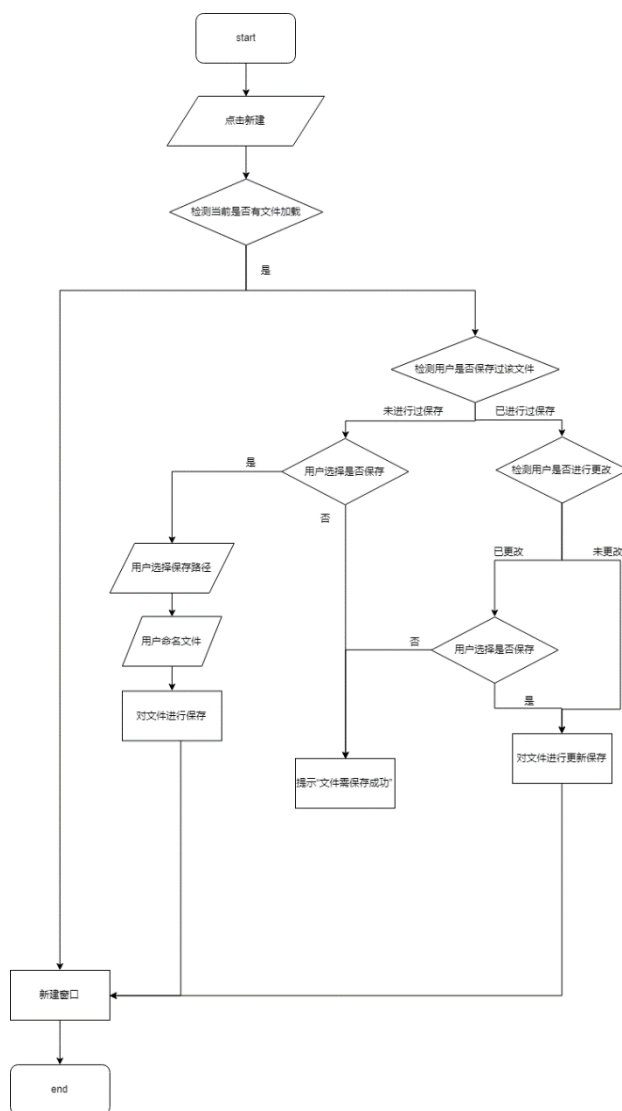 start
点击新建
检测当前是否有文件加载
是
检测用户是否保存过该文件
未进行过保存
已进行过保存
是
用户选择是否保存
检测用户是否进行更改
否
用户选择保存路径
已更改
未更改
用户命名文件
否
用户选择是否保存
是
对文件进行保存
对文件进行更新保存
提示“文件需保存成功”
新建窗口
end